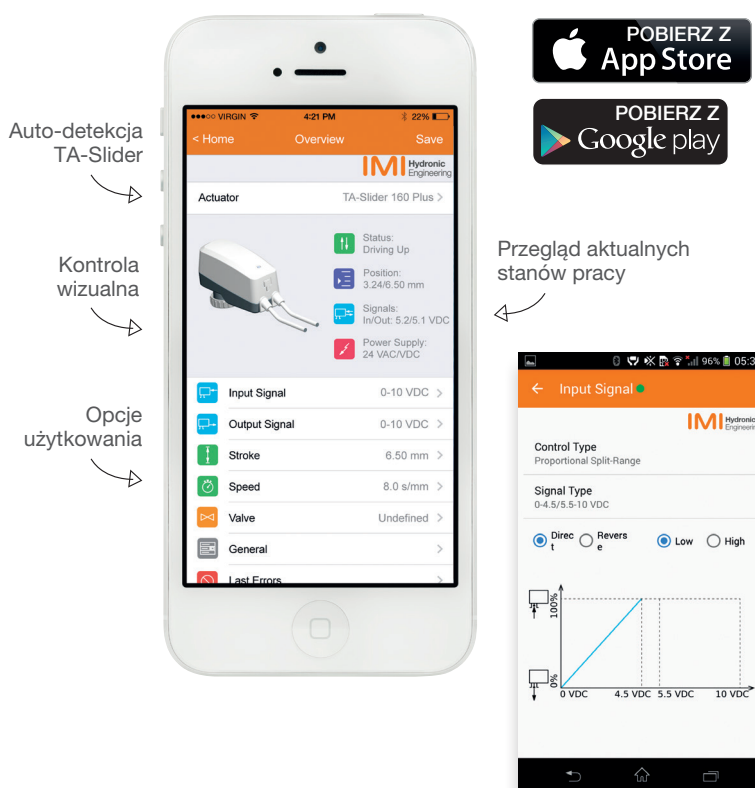 POBIERZ Z
App Store
POBIERZ Z
Google play
Auto-detekcja
TA-Slider
Kontrola
wizualna
Opcje
użytkowania
Przegląd aktualnych
stanów pracy
VIRGIN 4:21 PM 22%
< Home Overview Save
IMI Hydronic
Engineering
Actuator TA-Slider 160 Plus >
Status:
Driving Up
Position:
3.24/6.50 mm
Signals:
In/Out: 5.2/5.1 VDC
Power Supply:
24 VAC/VDC
Input Signal 0-10 VDC >
Output Signal 0-10 VDC >
Stroke 6.50 mm >
Speed 8.0 s/mm >
Valve Undefined >
General >
Last Errors >
96% 05:3
Input Signal
IMI Hydronic
Engineerin
Control Type
Proportional Split-Range
Signal Type
0-4.5/5.5-10 VDC
Direc
t
Revers
e
Low
High
100%
0%
0 VDC 4.5 VDC 5.5 VDC 10 VDC